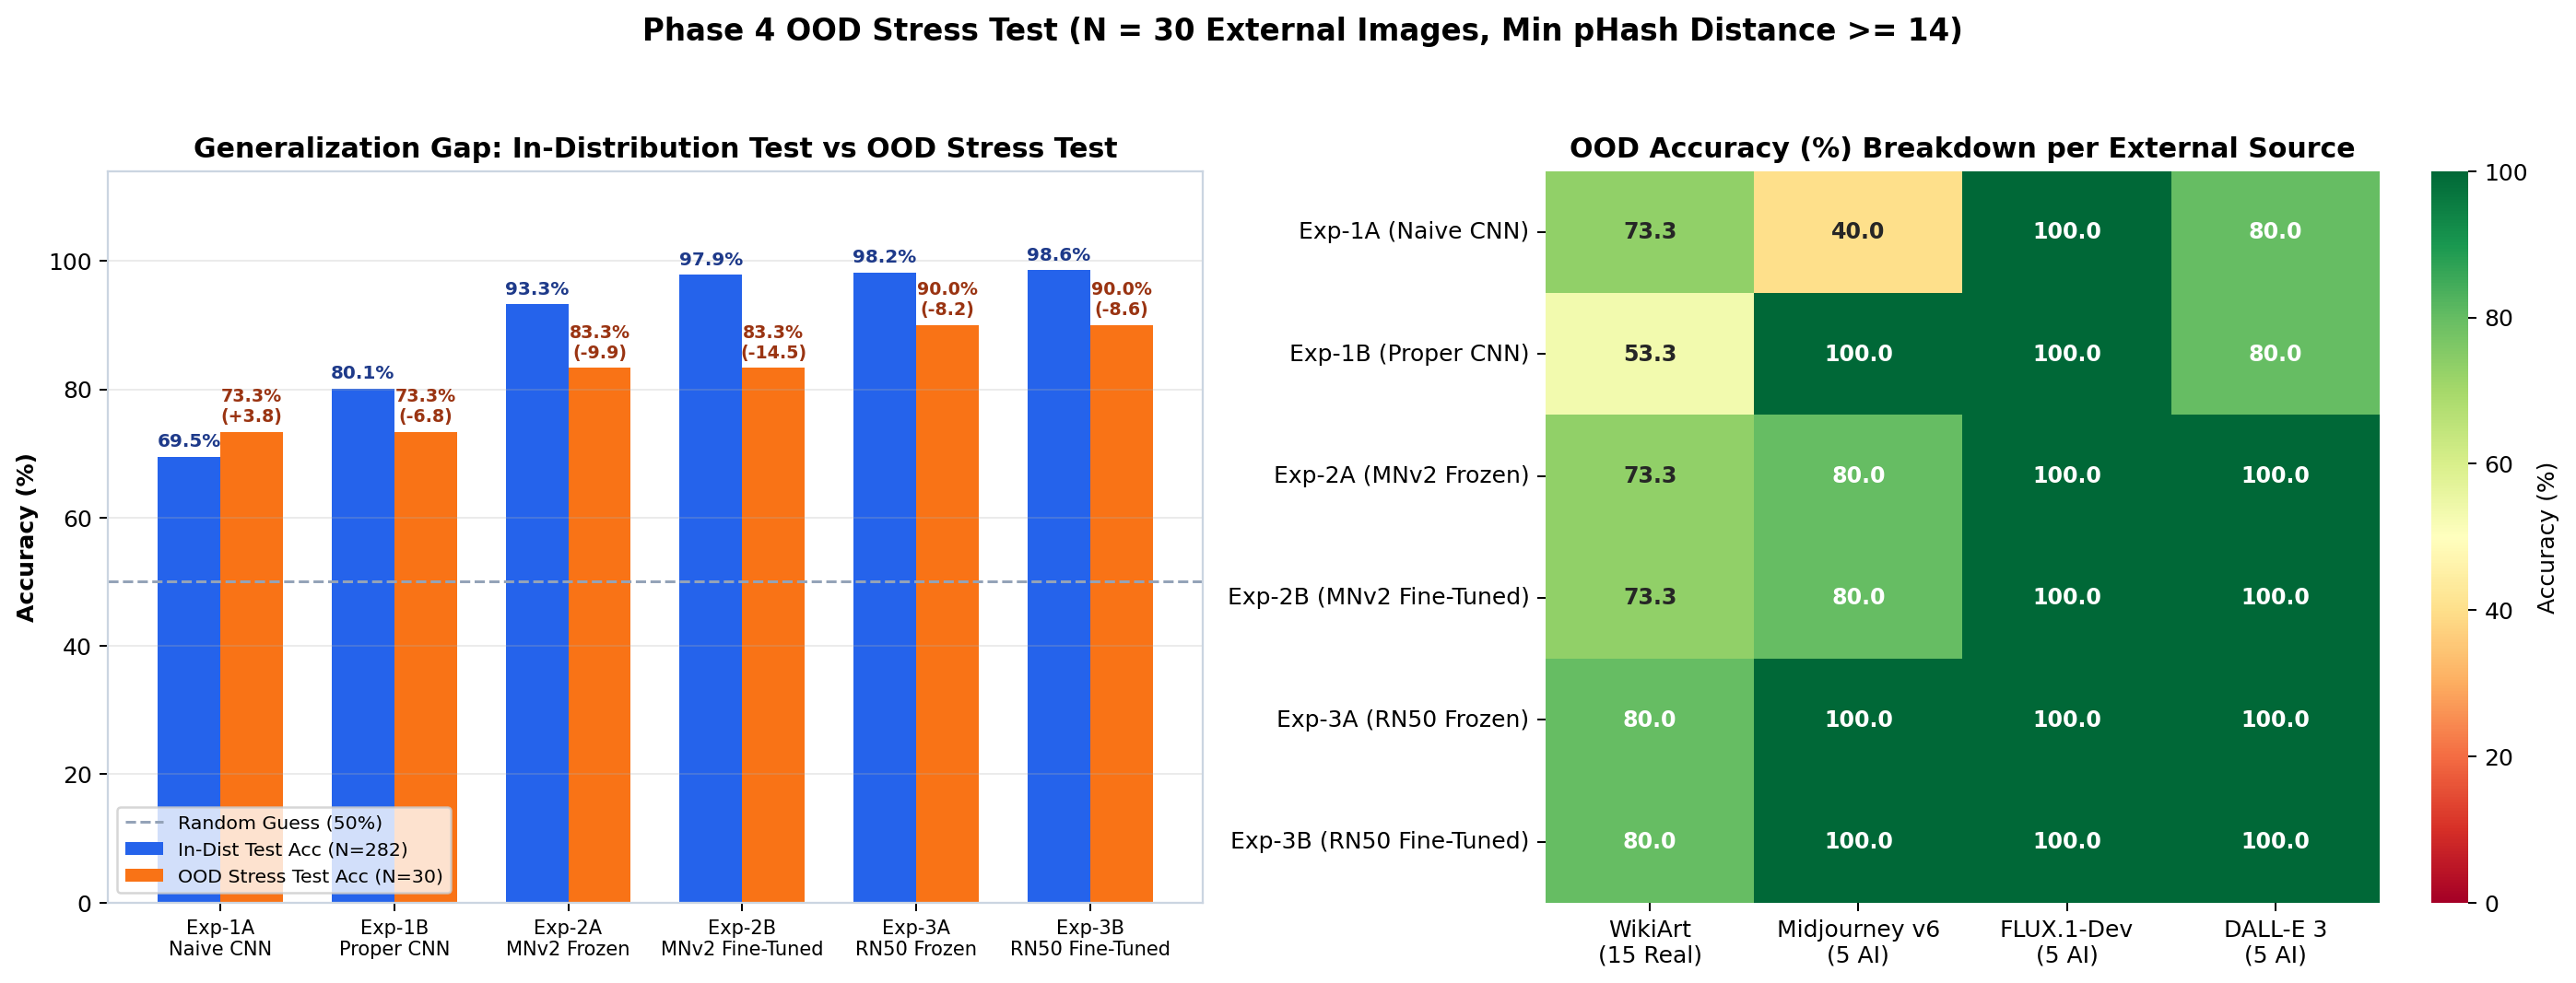 Phase 4 OOD Stress Test (N = 30 External Images, Min pHash Distance >= 14)
Generalization Gap: In-Distribution Test vs OOD Stress Test
Accuracy (%)
100
80
60
40
20
0
69.5%
73.3%
(+3.8)
80.1%
73.3%
(-6.8)
93.3%
83.3%
(-9.9)
97.9%
83.3%
(-14.5)
98.2%
90.0%
(-8.2)
98.6%
90.0%
(-8.6)
Random Guess (50%)
In-Dist Test Acc (N=282)
OOD Stress Test Acc (N=30)
Exp-1A
Naive CNN
Exp-1B
Proper CNN
Exp-2A
MNv2 Frozen
Exp-2B
MNv2 Fine-Tuned
Exp-3A
RN50 Frozen
Exp-3B
RN50 Fine-Tuned
OOD Accuracy (%) Breakdown per External Source
Exp-1A (Naive CNN) 73.3 40.0 100.0 80.0
Exp-1B (Proper CNN) 53.3 100.0 100.0 80.0
Exp-2A (MNv2 Frozen) 73.3 80.0 100.0 100.0
Exp-2B (MNv2 Fine-Tuned) 73.3 80.0 100.0 100.0
Exp-3A (RN50 Frozen) 80.0 100.0 100.0 100.0
Exp-3B (RN50 Fine-Tuned) 80.0 100.0 100.0 100.0
WikiArt
(15 Real)
Midjourney v6
(5 AI)
FLUX.1-Dev
(5 AI)
DALL-E 3
(5 AI)
100
80
60
40
20
0
Accuracy (%)